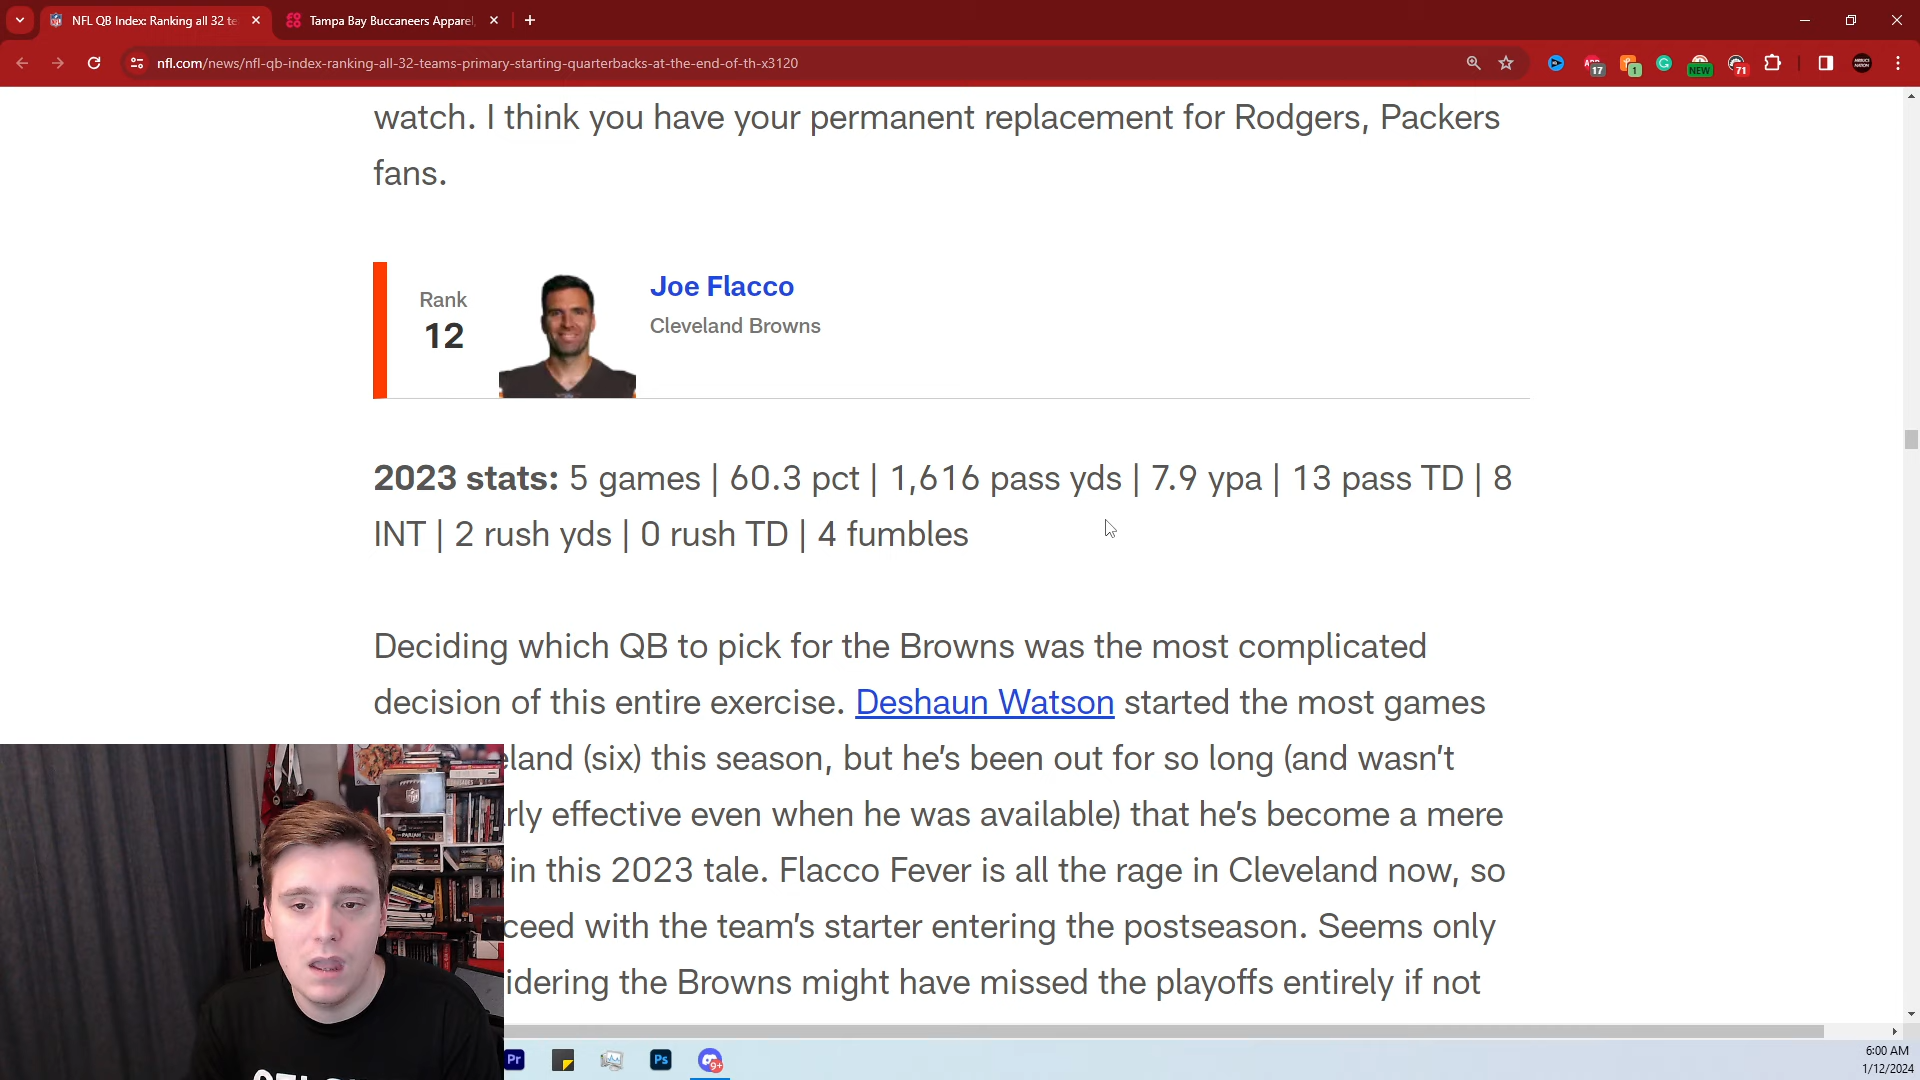 NFL QB Index: Ranking all 32 te
Tampa Bay Buccaneers Apparel,
nfl.com/news/nfl-qb-index-ranking-all-32-teams-primary-starting-quarterbacks-at-the-end-of-th-x3120
17
1
NEW
71
watch. I think you have your permanent replacement for Rodgers, Packers
fans.
Rank
12
Joe Flacco
Cleveland Browns
2023 stats: 5 games | 60.3 pct | 1,616 pass yds | 7.9 ypa | 13 pass TD | 8
INT | 2 rush yds | 0 rush TD | 4 fumbles
Deciding which QB to pick for the Browns was the most complicated
decision of this entire exercise. Deshaun Watson started the most games
eland (six) this season, but he's been out for so long (and wasn't
rly effective even when he was available) that he's become a mere
in this 2023 tale. Flacco Fever is all the rage in Cleveland now, so
ceed with the team's starter entering the postseason. Seems only
idering the Browns might have missed the playoffs entirely if not
Pr
Ps
9+
6:00 AM
1/12/2024